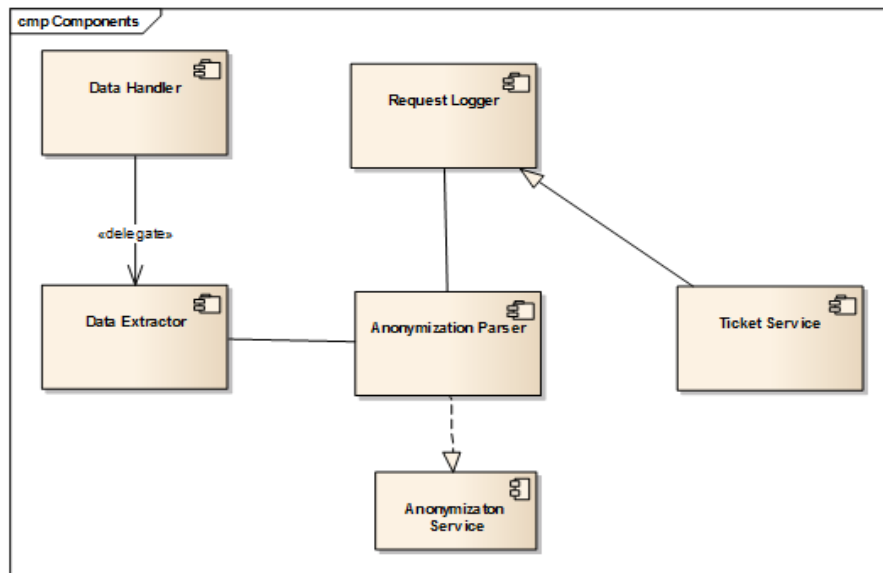 cmp Components
Data Handler
Request Logger
«delegate»
Data Extractor
Anonymization Parser
Ticket Service
Anonymizaton
Service